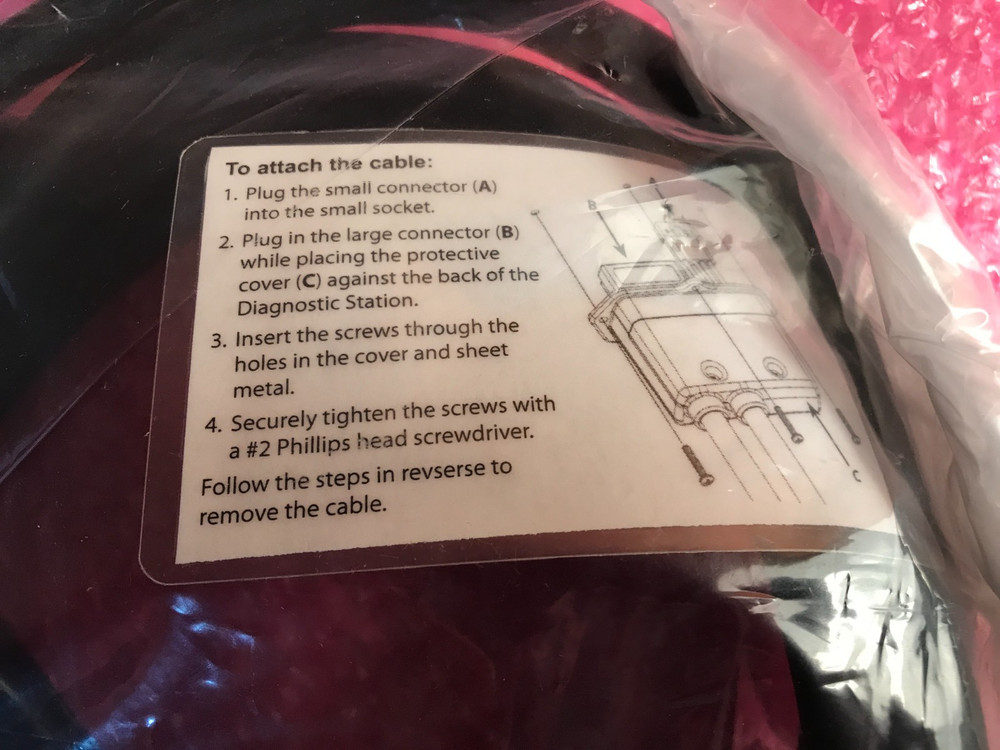 To attach the cable:
1. Plug the small connector (A)
into the small socket.
2. Plug in the large connector (B)
while placing the protective
cover (C) against the back of the
Diagnostic Station.
3. Insert the screws through the
holes in the cover and sheet
metal.
4. Securely tighten the screws with
a #2 Phillips head screwdriver.
Follow the steps in revserse to
remove the cable.
A
B
C